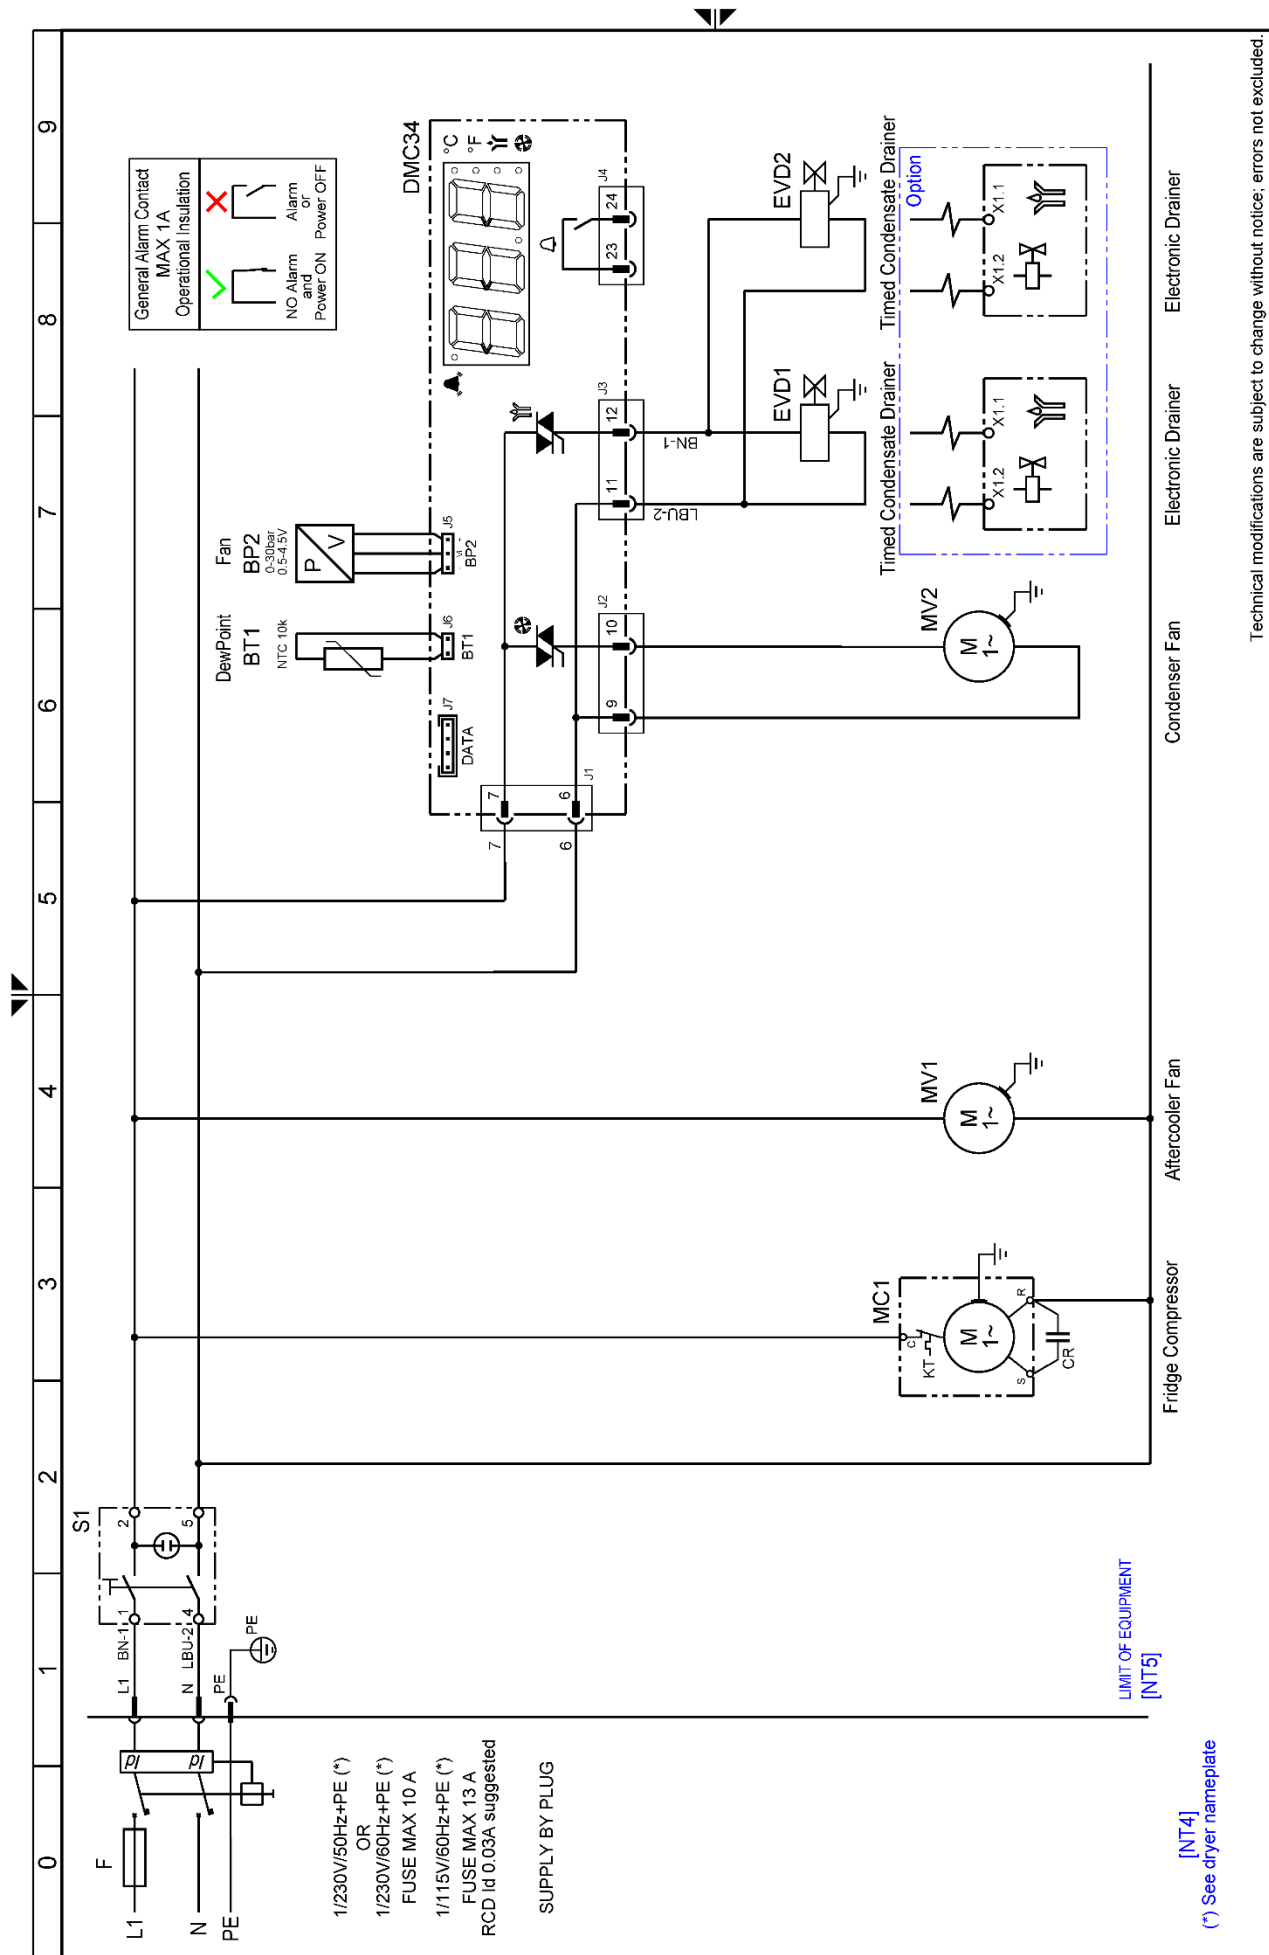 0
1
2
3
4
5
6
7
8
9
F
L1
N
PE
Id
Id
L1
BN-1
N
LBU-2
PE
PE
S1
1
2
4
5
1/230V/50Hz+PE (*)
OR
1/230V/60Hz+PE (*)
FUSE MAX 10 A
1/115V/60Hz+PE (*)
FUSE MAX 13 A
RCD Id 0.03A suggested
SUPPLY BY PLUG
LIMIT OF EQUIPMENT
[NT5]
[NT4]
(*) See dryer nameplate
MC1
C
KT
M
1~
S
R
CR
Fridge Compressor
MV1
M
1~
Aftercooler Fan
7
6
7
6
J1
DATA
J7
DewPoint
BT1
NTC 10k
J6
BT1
Fan
BP2
0-30bar
0.5-4.5V
P
V
J5
- Vi +
BP2
DMC34
°C
°F
9
10
J2
11
12
J3
23
24
J4
LBU-2
BN-1
MV2
M
1~
Condenser Fan
EVD1
EVD2
Timed Condensate Drainer
Timed Condensate Drainer
Option
X1.2
X1.1
X1.2
X1.1
Electronic Drainer
Electronic Drainer
General Alarm Contact
MAX 1A
Operational Insulation
NO Alarm
and
Power ON
Alarm
or
Power OFF
Technical modifications are subject to change without notice; errors not excluded.